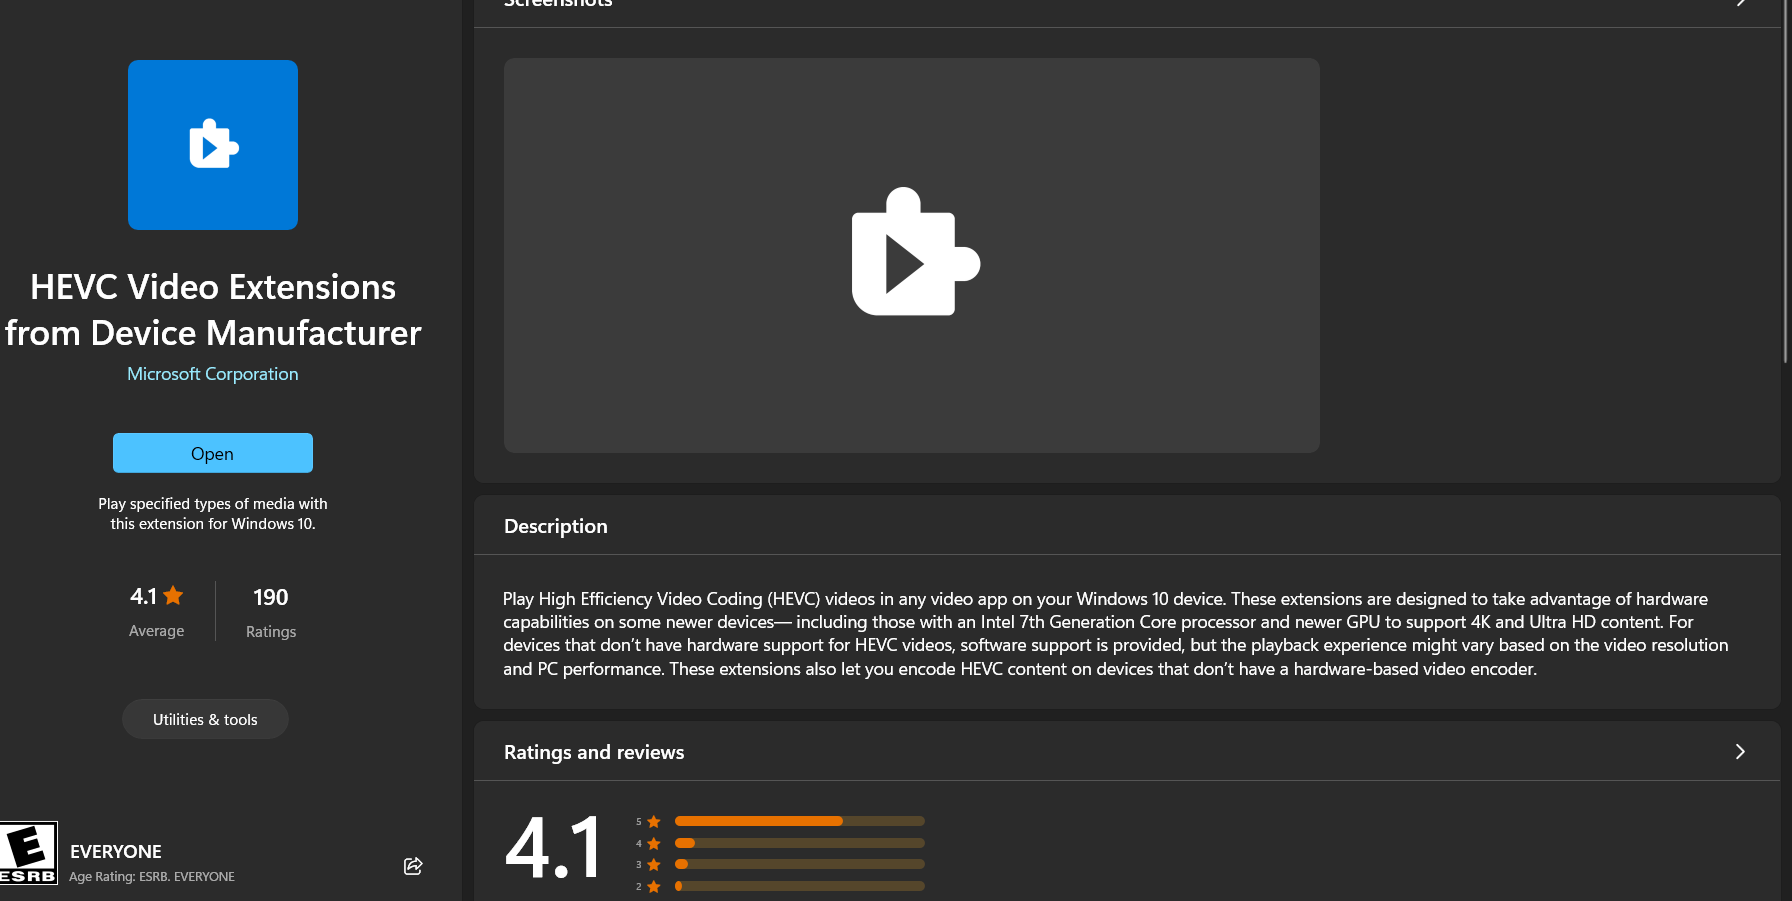 HEVC Video Extensions
from Device Manufacturer
Microsoft Corporation
Open
Play specified types of media with
this extension for Windows 10.
4.1
Average
190
Ratings
Utilities & tools
E
ESRB
EVERYONE
Age Rating: ESRB. EVERYONE
Screenshots
Description
Play High Efficiency Video Coding (HEVC) videos in any video app on your Windows 10 device. These extensions are designed to take advantage of hardware
capabilities on some newer devices— including those with an Intel 7th Generation Core processor and newer GPU to support 4K and Ultra HD content. For
devices that don’t have hardware support for HEVC videos, software support is provided, but the playback experience might vary based on the video resolution
and PC performance. These extensions also let you encode HEVC content on devices that don’t have a hardware-based video encoder.
Ratings and reviews
4.1
5
4
3
2